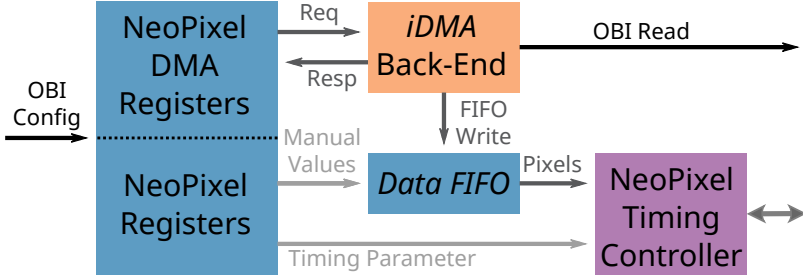 OBI
Config
NeoPixel
DMA
Registers
NeoPixel
Registers
Req
Resp
iDMA
Back-End
OBI Read
FIFO
Write
Manual
Values
Data FIFO
Pixels
Timing Parameter
NeoPixel
Timing
Controller